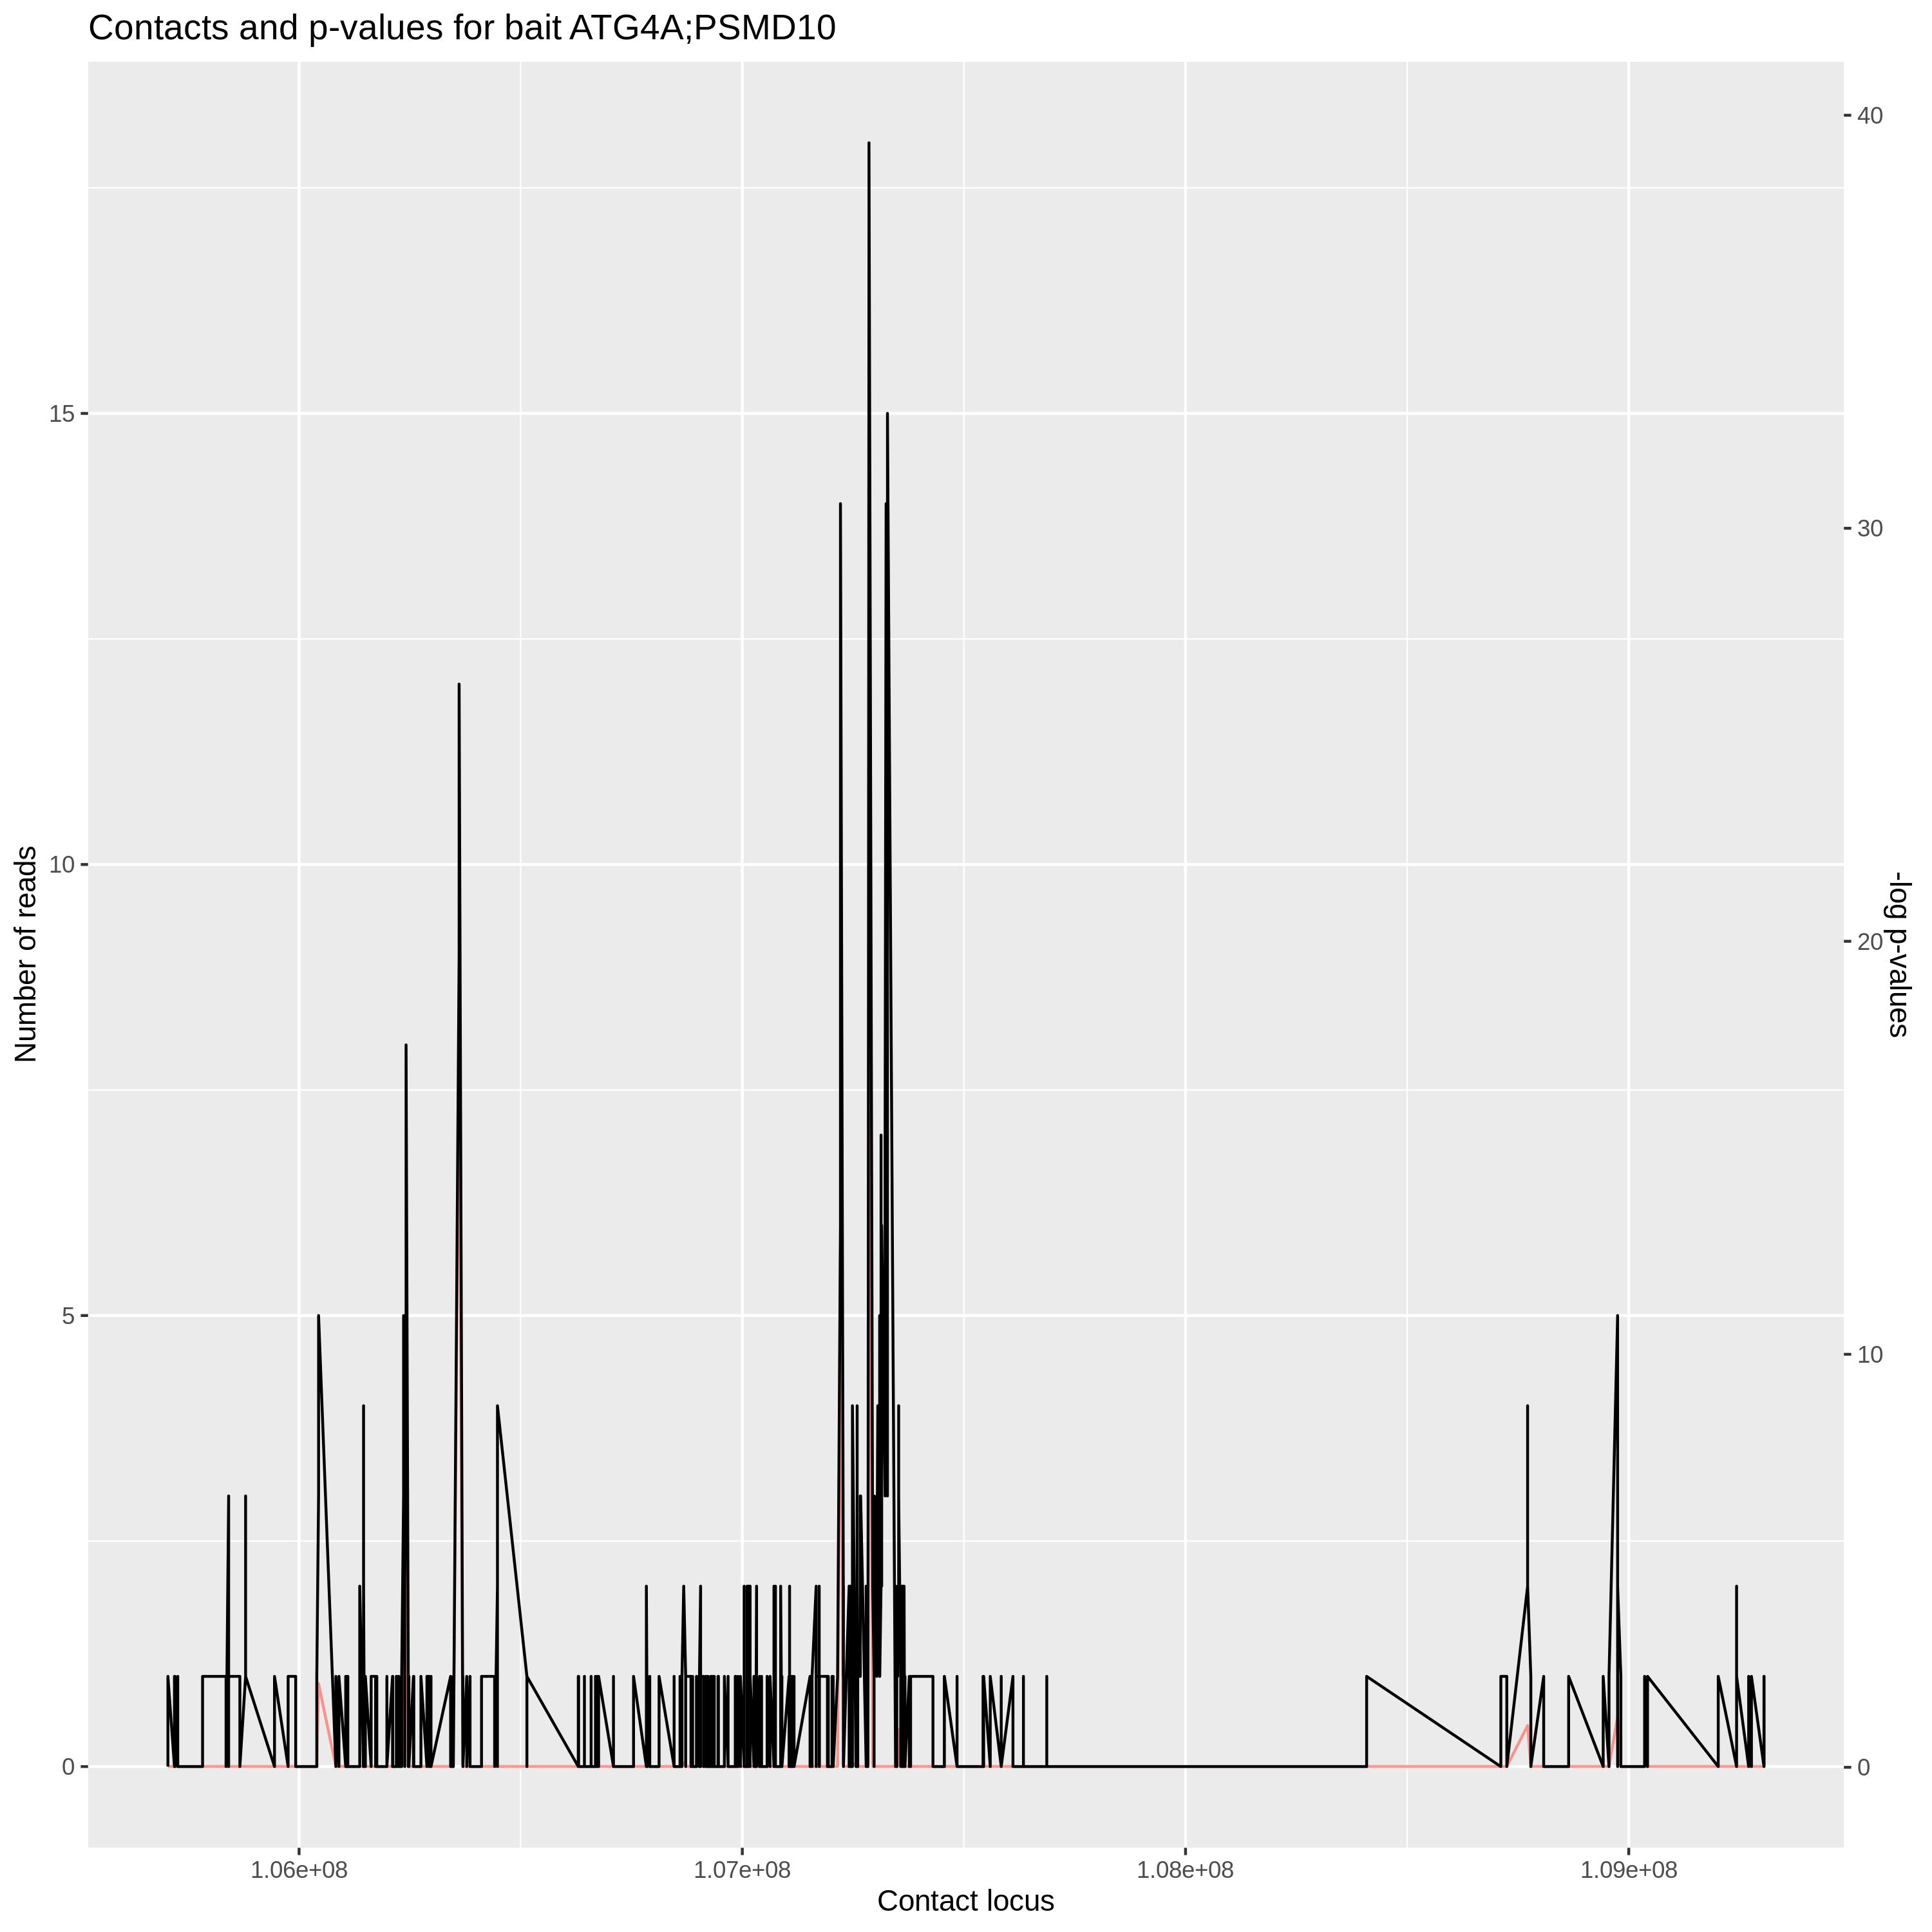 Contacts and p-values for bait ATG4A;PSMD10
Number of reads
15
10
5
0
40
30
20
10
0
-log p-values
1.06e+08
1.07e+08
1.08e+08
1.09e+08
Contact locus